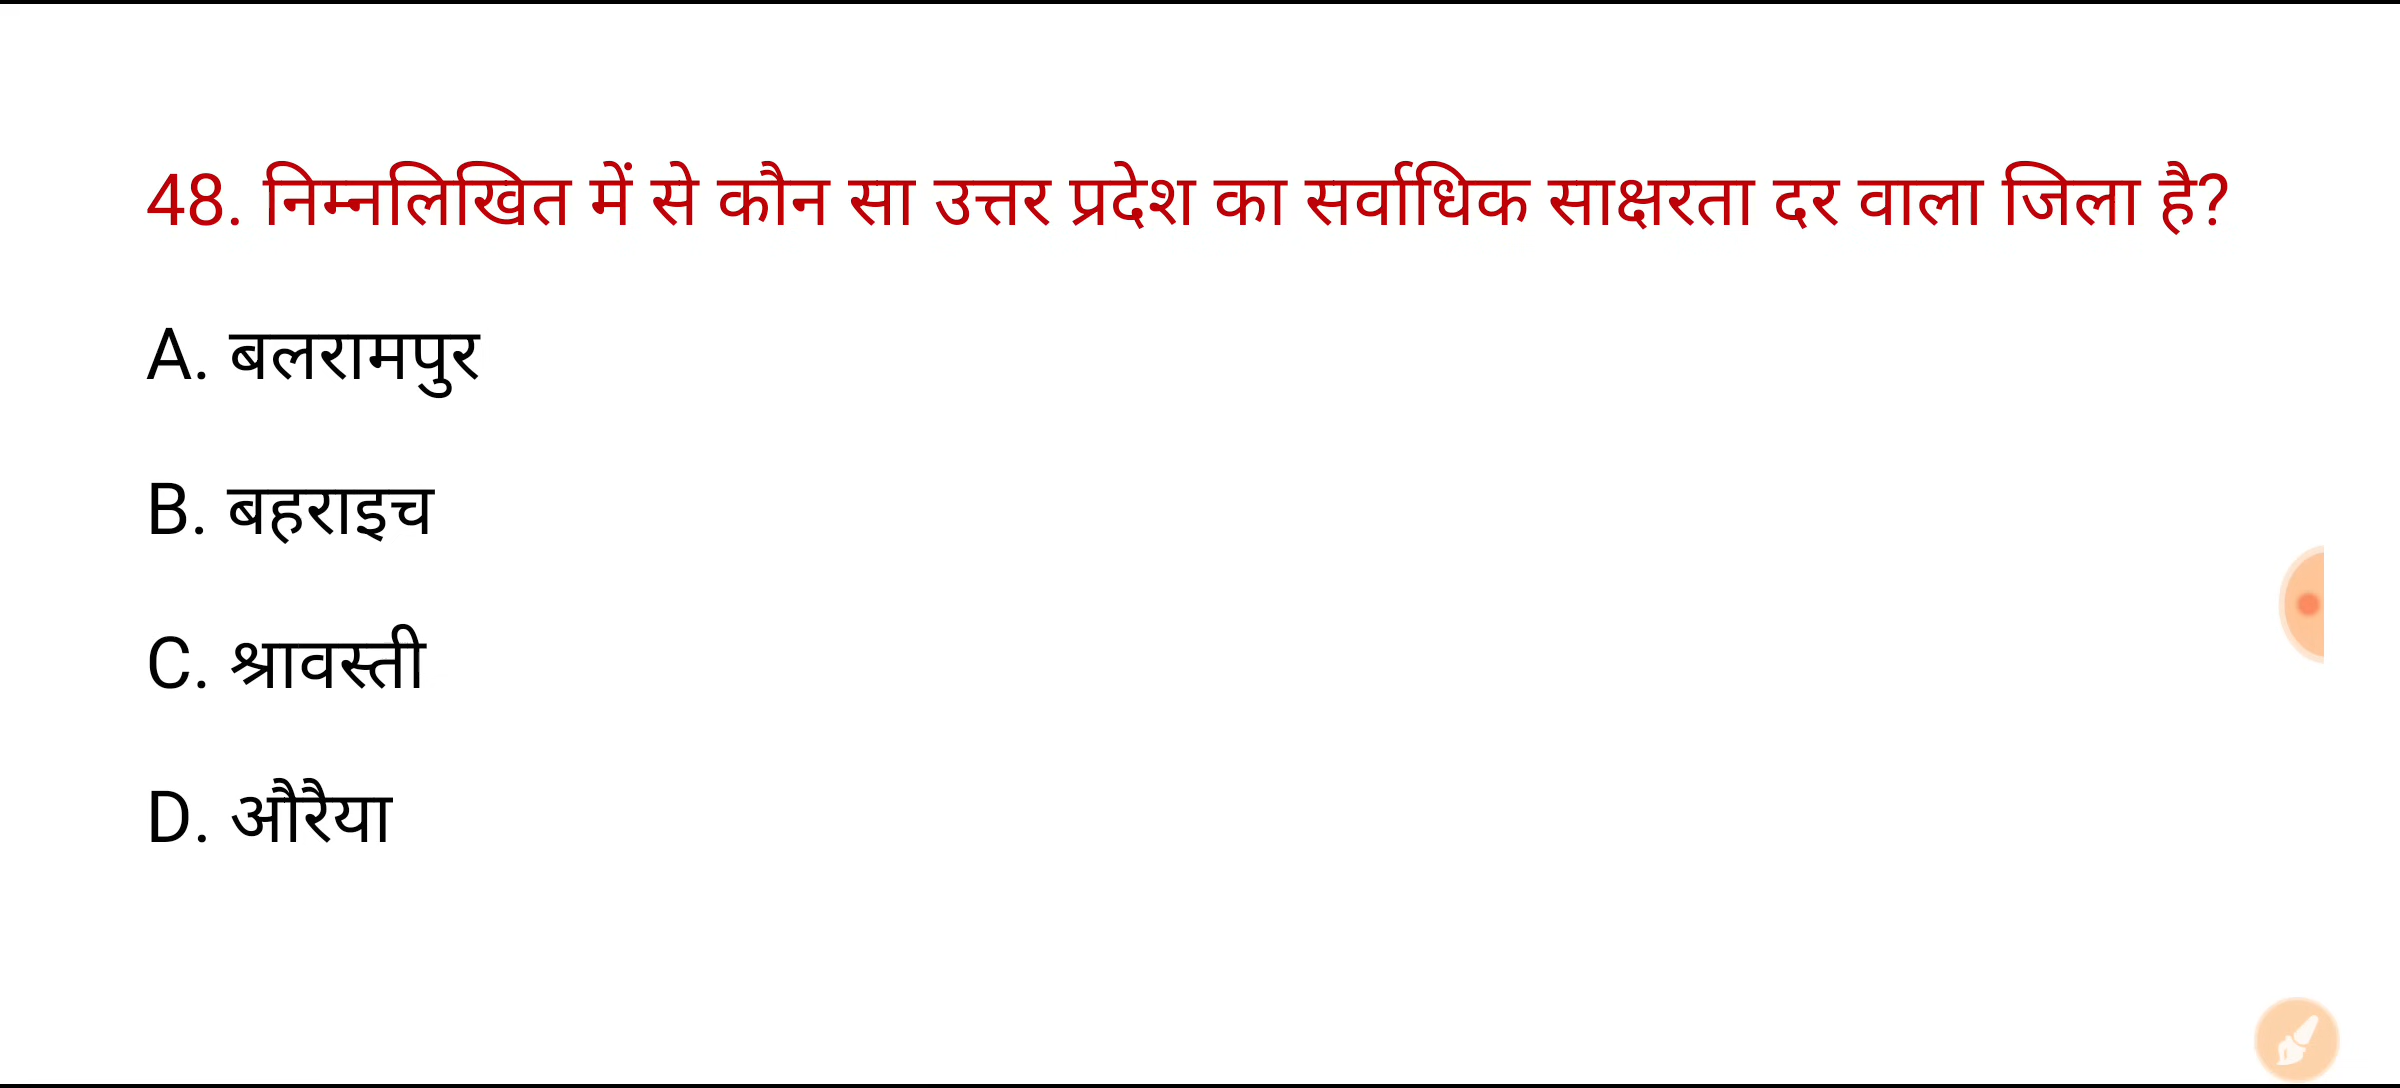 48. निम्नलिखित में से कौन सा उत्तर प्रदेश का सर्वाधिक साक्षरता दर वाला जिला है?
A. बलरामपुर
B. बहराइच
C. श्रावस्ती
D. औरैया